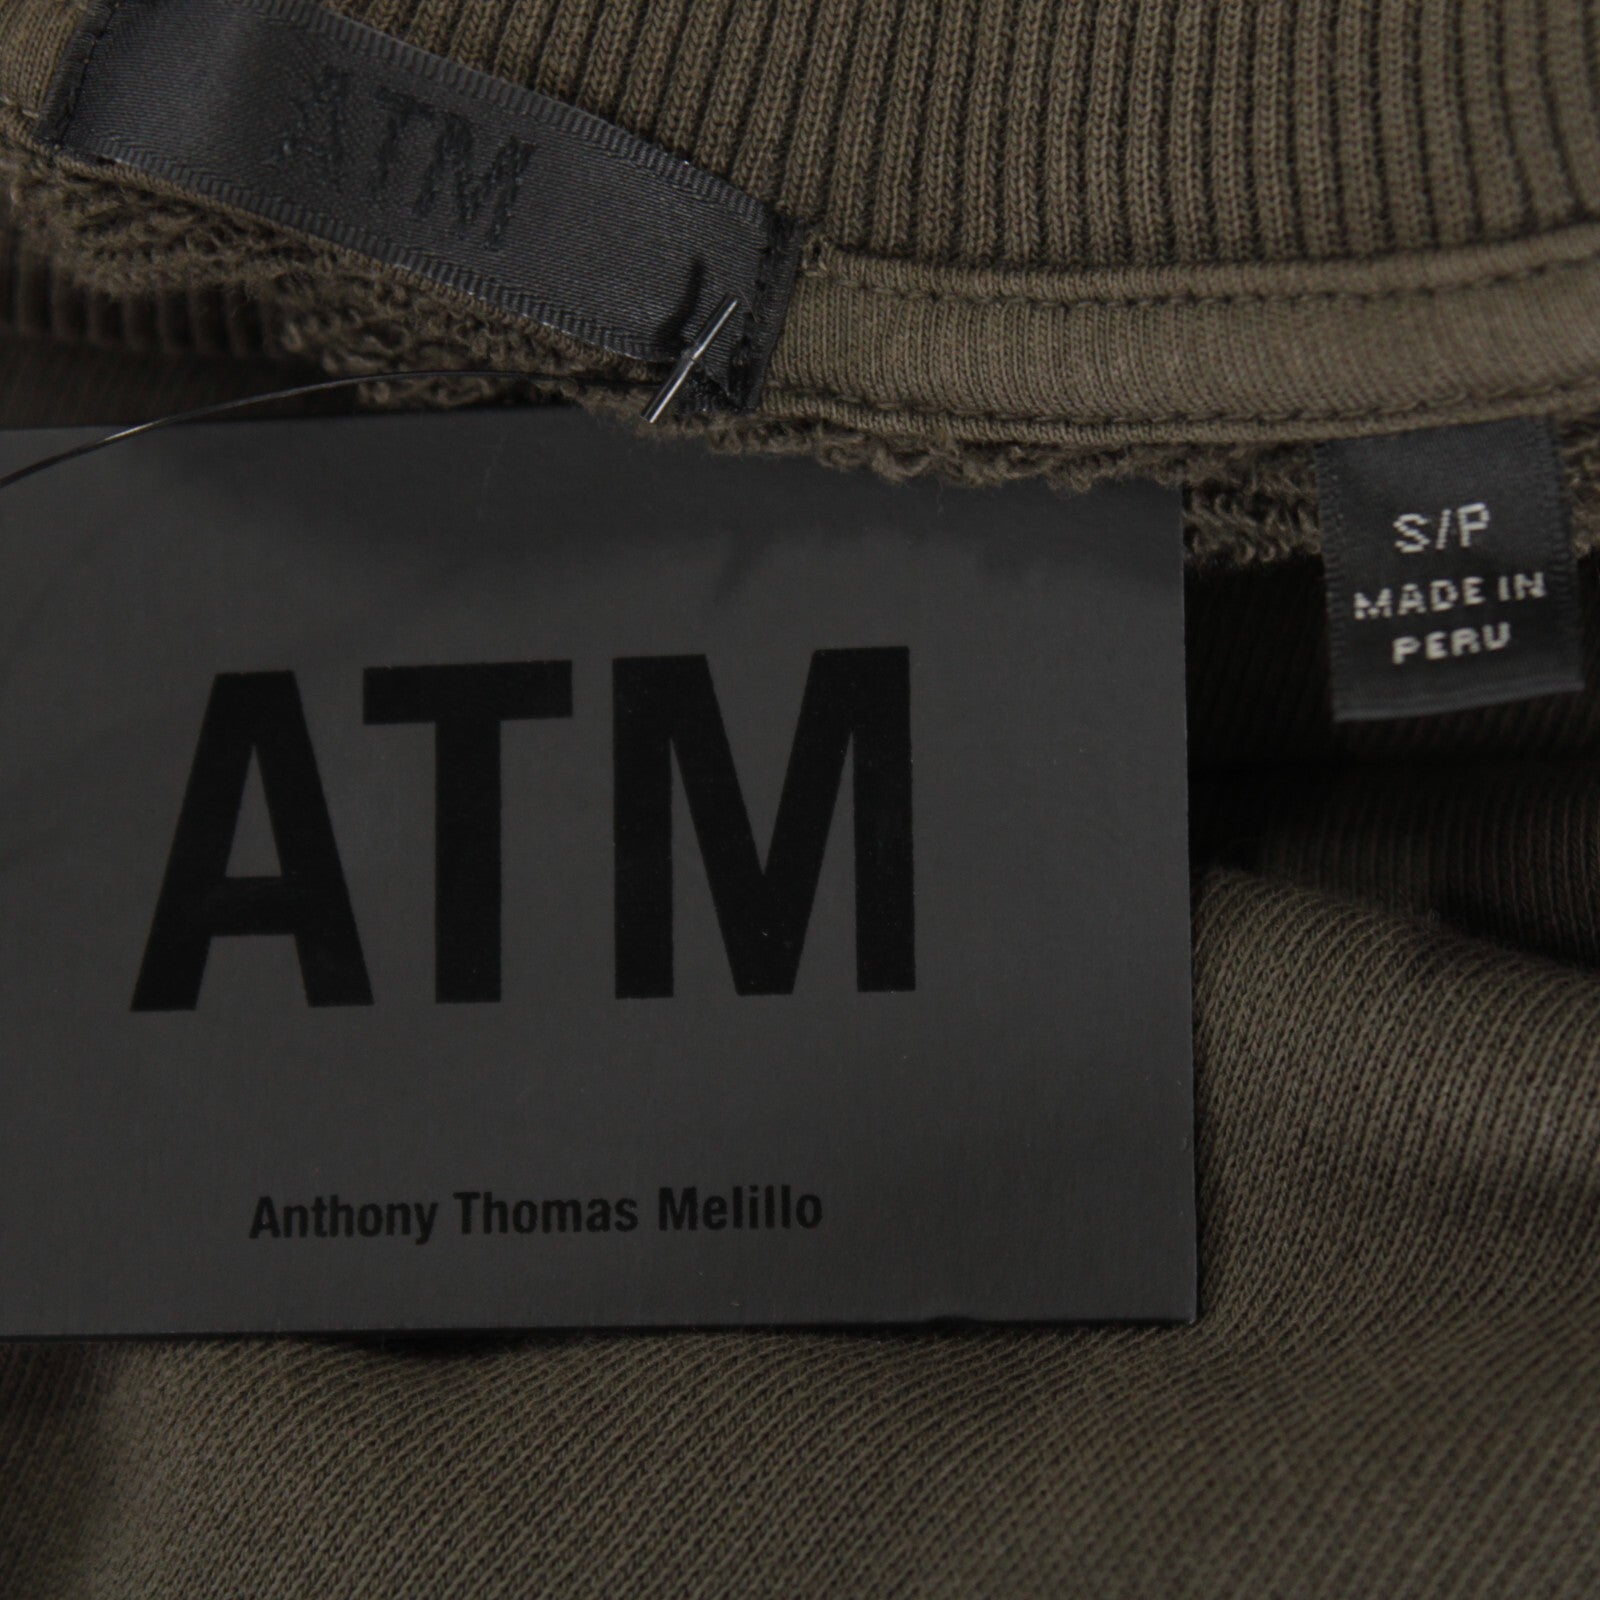 ATM
S/P
MADE IN
PERU
ATM
Anthony Thomas Melillo